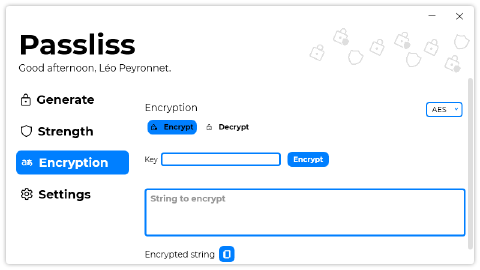 Passliss
Good afternoon, Léo Peyronnet.
Generate
Strength
Encryption
Settings
Encryption
AES
Encrypt Decrypt
Key Encrypt
String to encrypt
Encrypted string